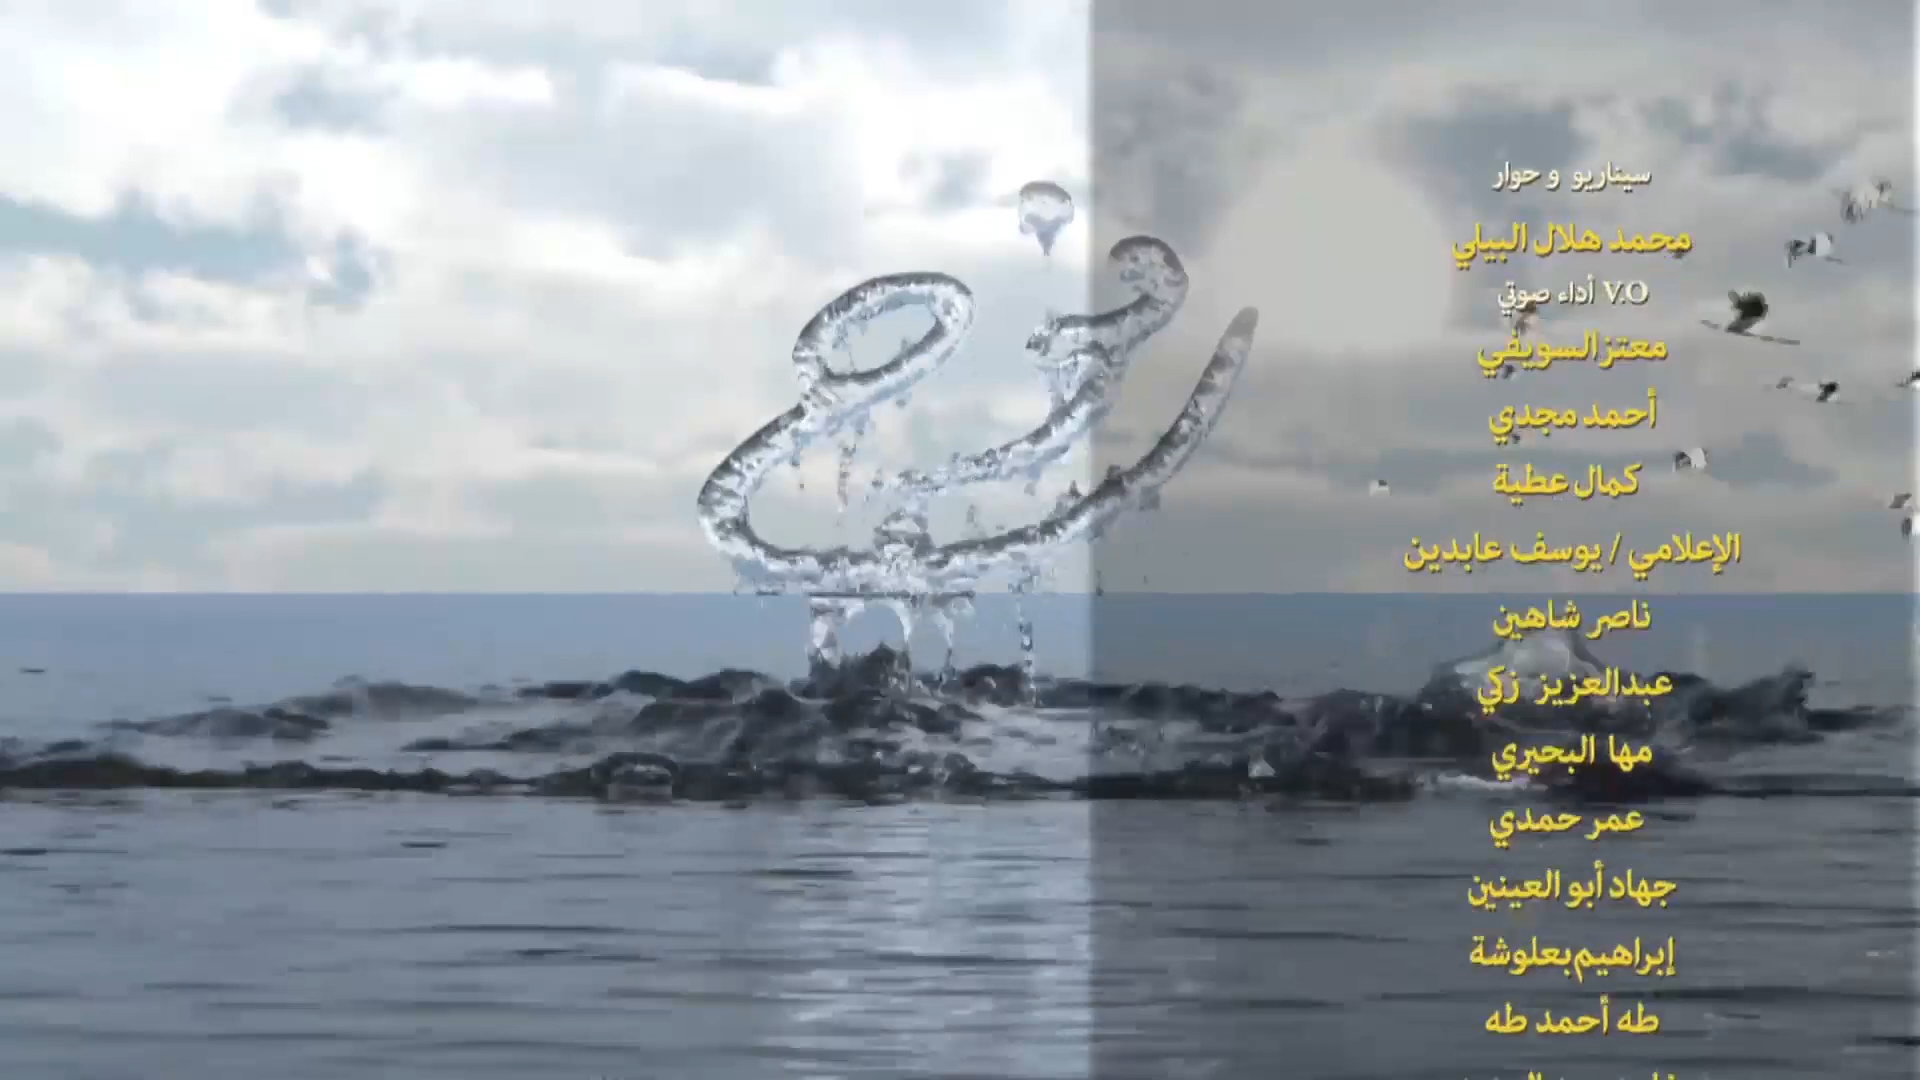 سيناريو و حوار
محمد هلال البيلي
V.O أداء صوتي
معتز السويفي
أحمد مجدي
كمال عطية
الإعلامي / يوسف عابدين
ناصر شاهين
عبدالعزيز زكي
مها البحيري
عمر حمدي
جهاد أبو العينين
إبراهيم بعلوشة
طه أحمد طه